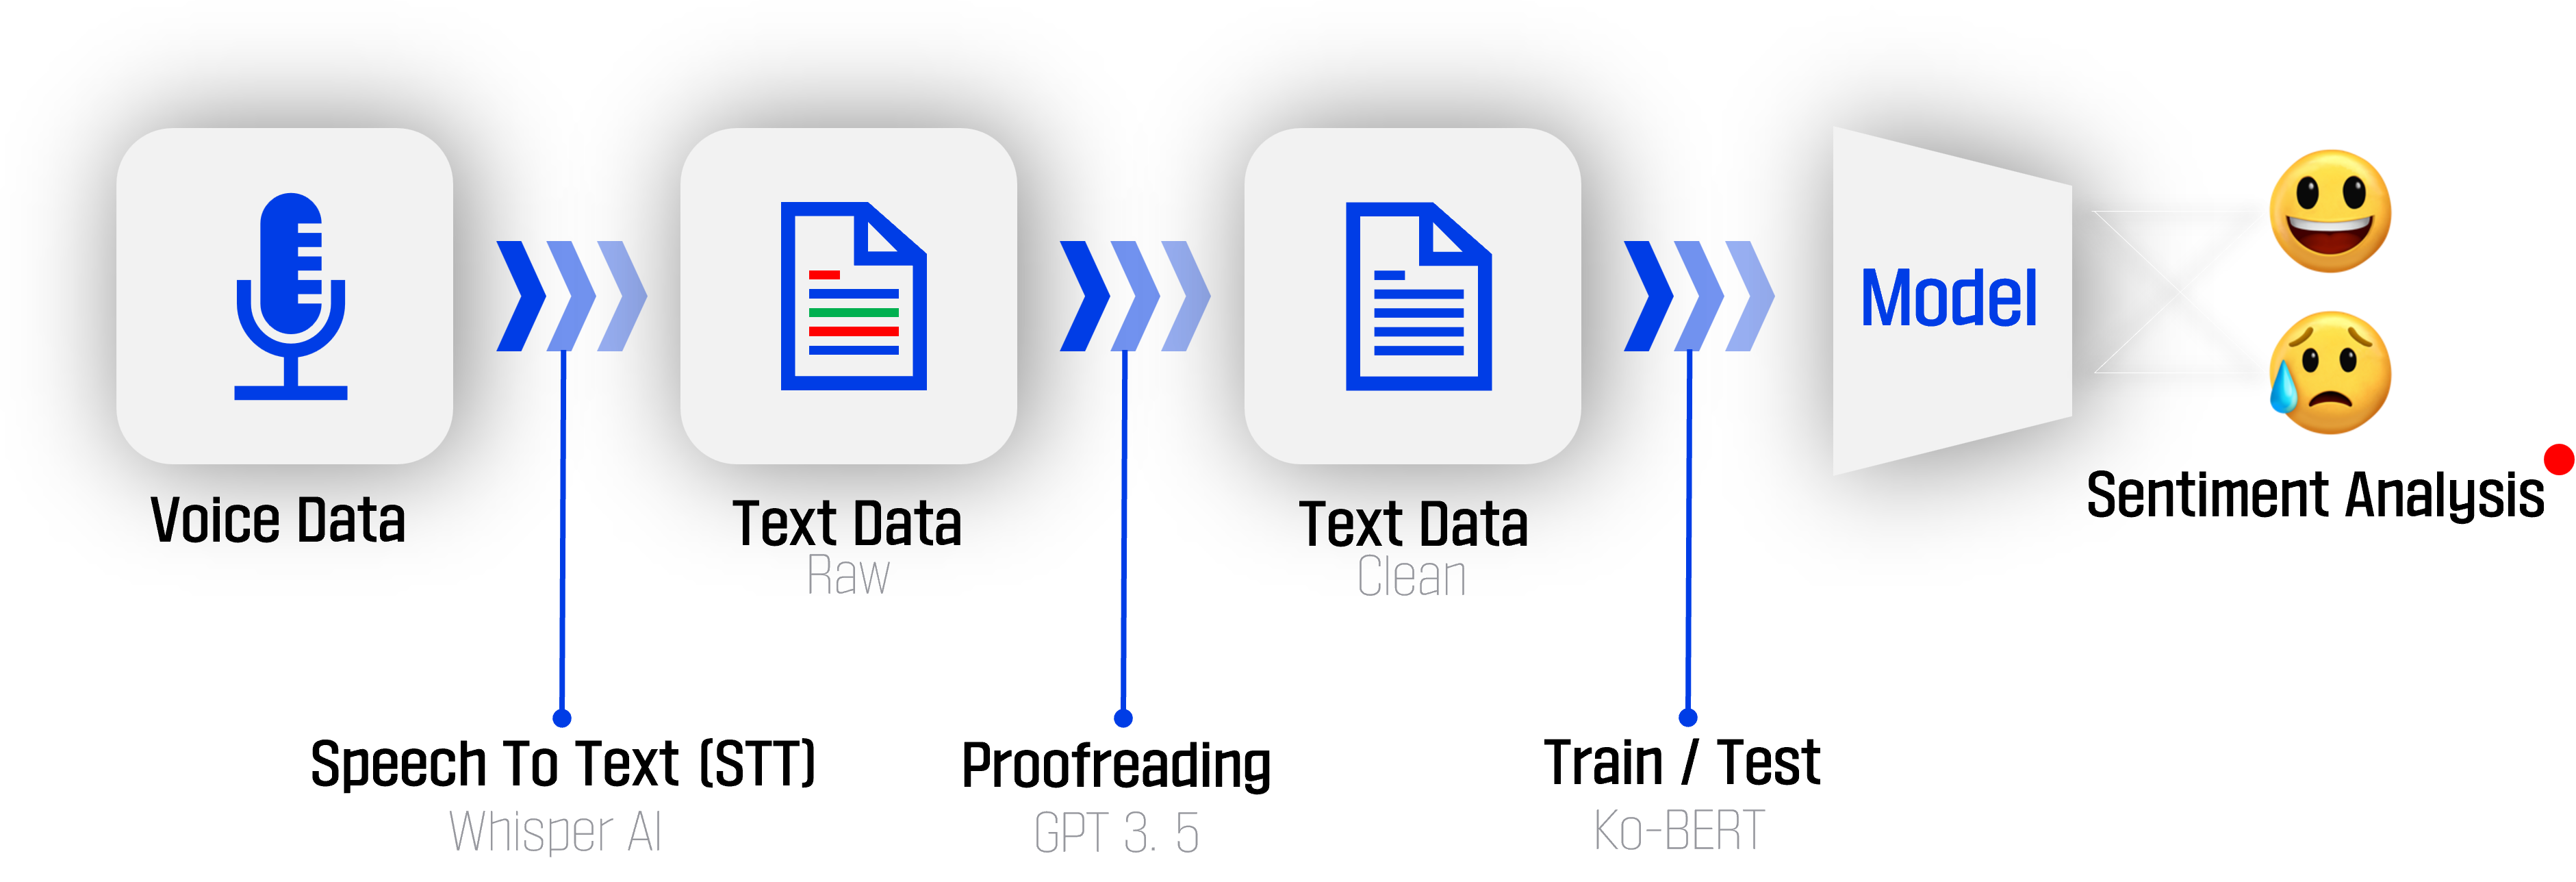 Model
Sentiment Analysis
Voice Data
Text Data
Raw
Text Data
Clean
Speech To Text (STT)
Whisper AI
Proofreading
GPT 3. 5
Train / Test
Ko-BERT